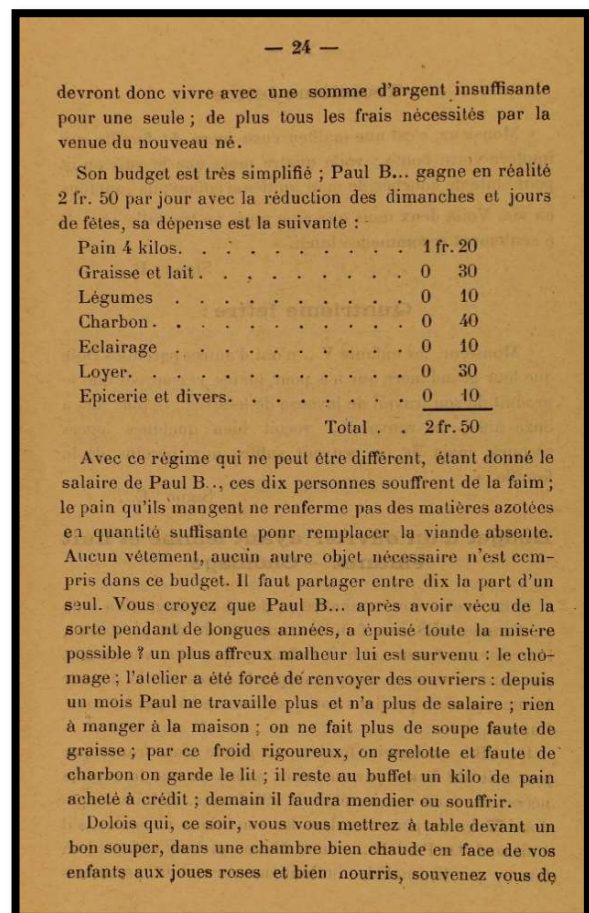 — 24 —
devront donc vivre avec une somme d'argent insuffisante
pour une seule ; de plus tous les frais nécessités par la
venue du nouveau né.
Son budget est très simplifié ; Paul B... gagne en réalité
2 fr. 50 par jour avec la réduction des dimanches et jours
de fêtes, sa dépense est la suivante :
Pain 4 kilos. . . . . . . . . . 1 fr. 20
Graisse et lait . . . . . . . . . 0 30
Légumes . . . . . . . . . . 0 10
Charbon . . . . . . . . . . . 0 40
Eclairage . . . . . . . . . . 0 10
Loyer. . . . . . . . . . . . 0 30
Epicerie et divers. . . . . . . . 0 10
Total . . 2 fr. 50
Avec ce régime qui ne peut être différent, étant donné le
salaire de Paul B.., ces dix personnes souffrent de la faim ;
le pain qu'ils mangent ne renferme pas des matières azotées
en quantité suffisante ponr remplacer la viande absente.
Aucun vêtement, aucun autre objet nécessaire n'est ccm-
pris dans ce budget. Il faut partager entre dix la part d'un
seul. Vous croyez que Paul B... après avoir vécu de la
sorte pendant de longues années, a épuisé toute la misère
possible ? un plus affreux malheur lui est survenu : le chô-
mage ; l'atelier a été forcé de renvoyer des ouvriers : depuis
un mois Paul ne travaille plus et n'a plus de salaire ; rien
à manger à la maison ; on ne fait plus de soupe faute de
graisse ; par ce froid rigoureux, on grelotte et faute de
charbon on garde le lit ; il reste au buffet un kilo de pain
acheté à crédit ; demain il faudra mendier ou souffrir.
Dolois qui, ce soir, vous vous mettrez à table devant un
bon souper, dans une chambre bien chaude en face de vos
enfants aux joues roses et bien nourris, souvenez vous de